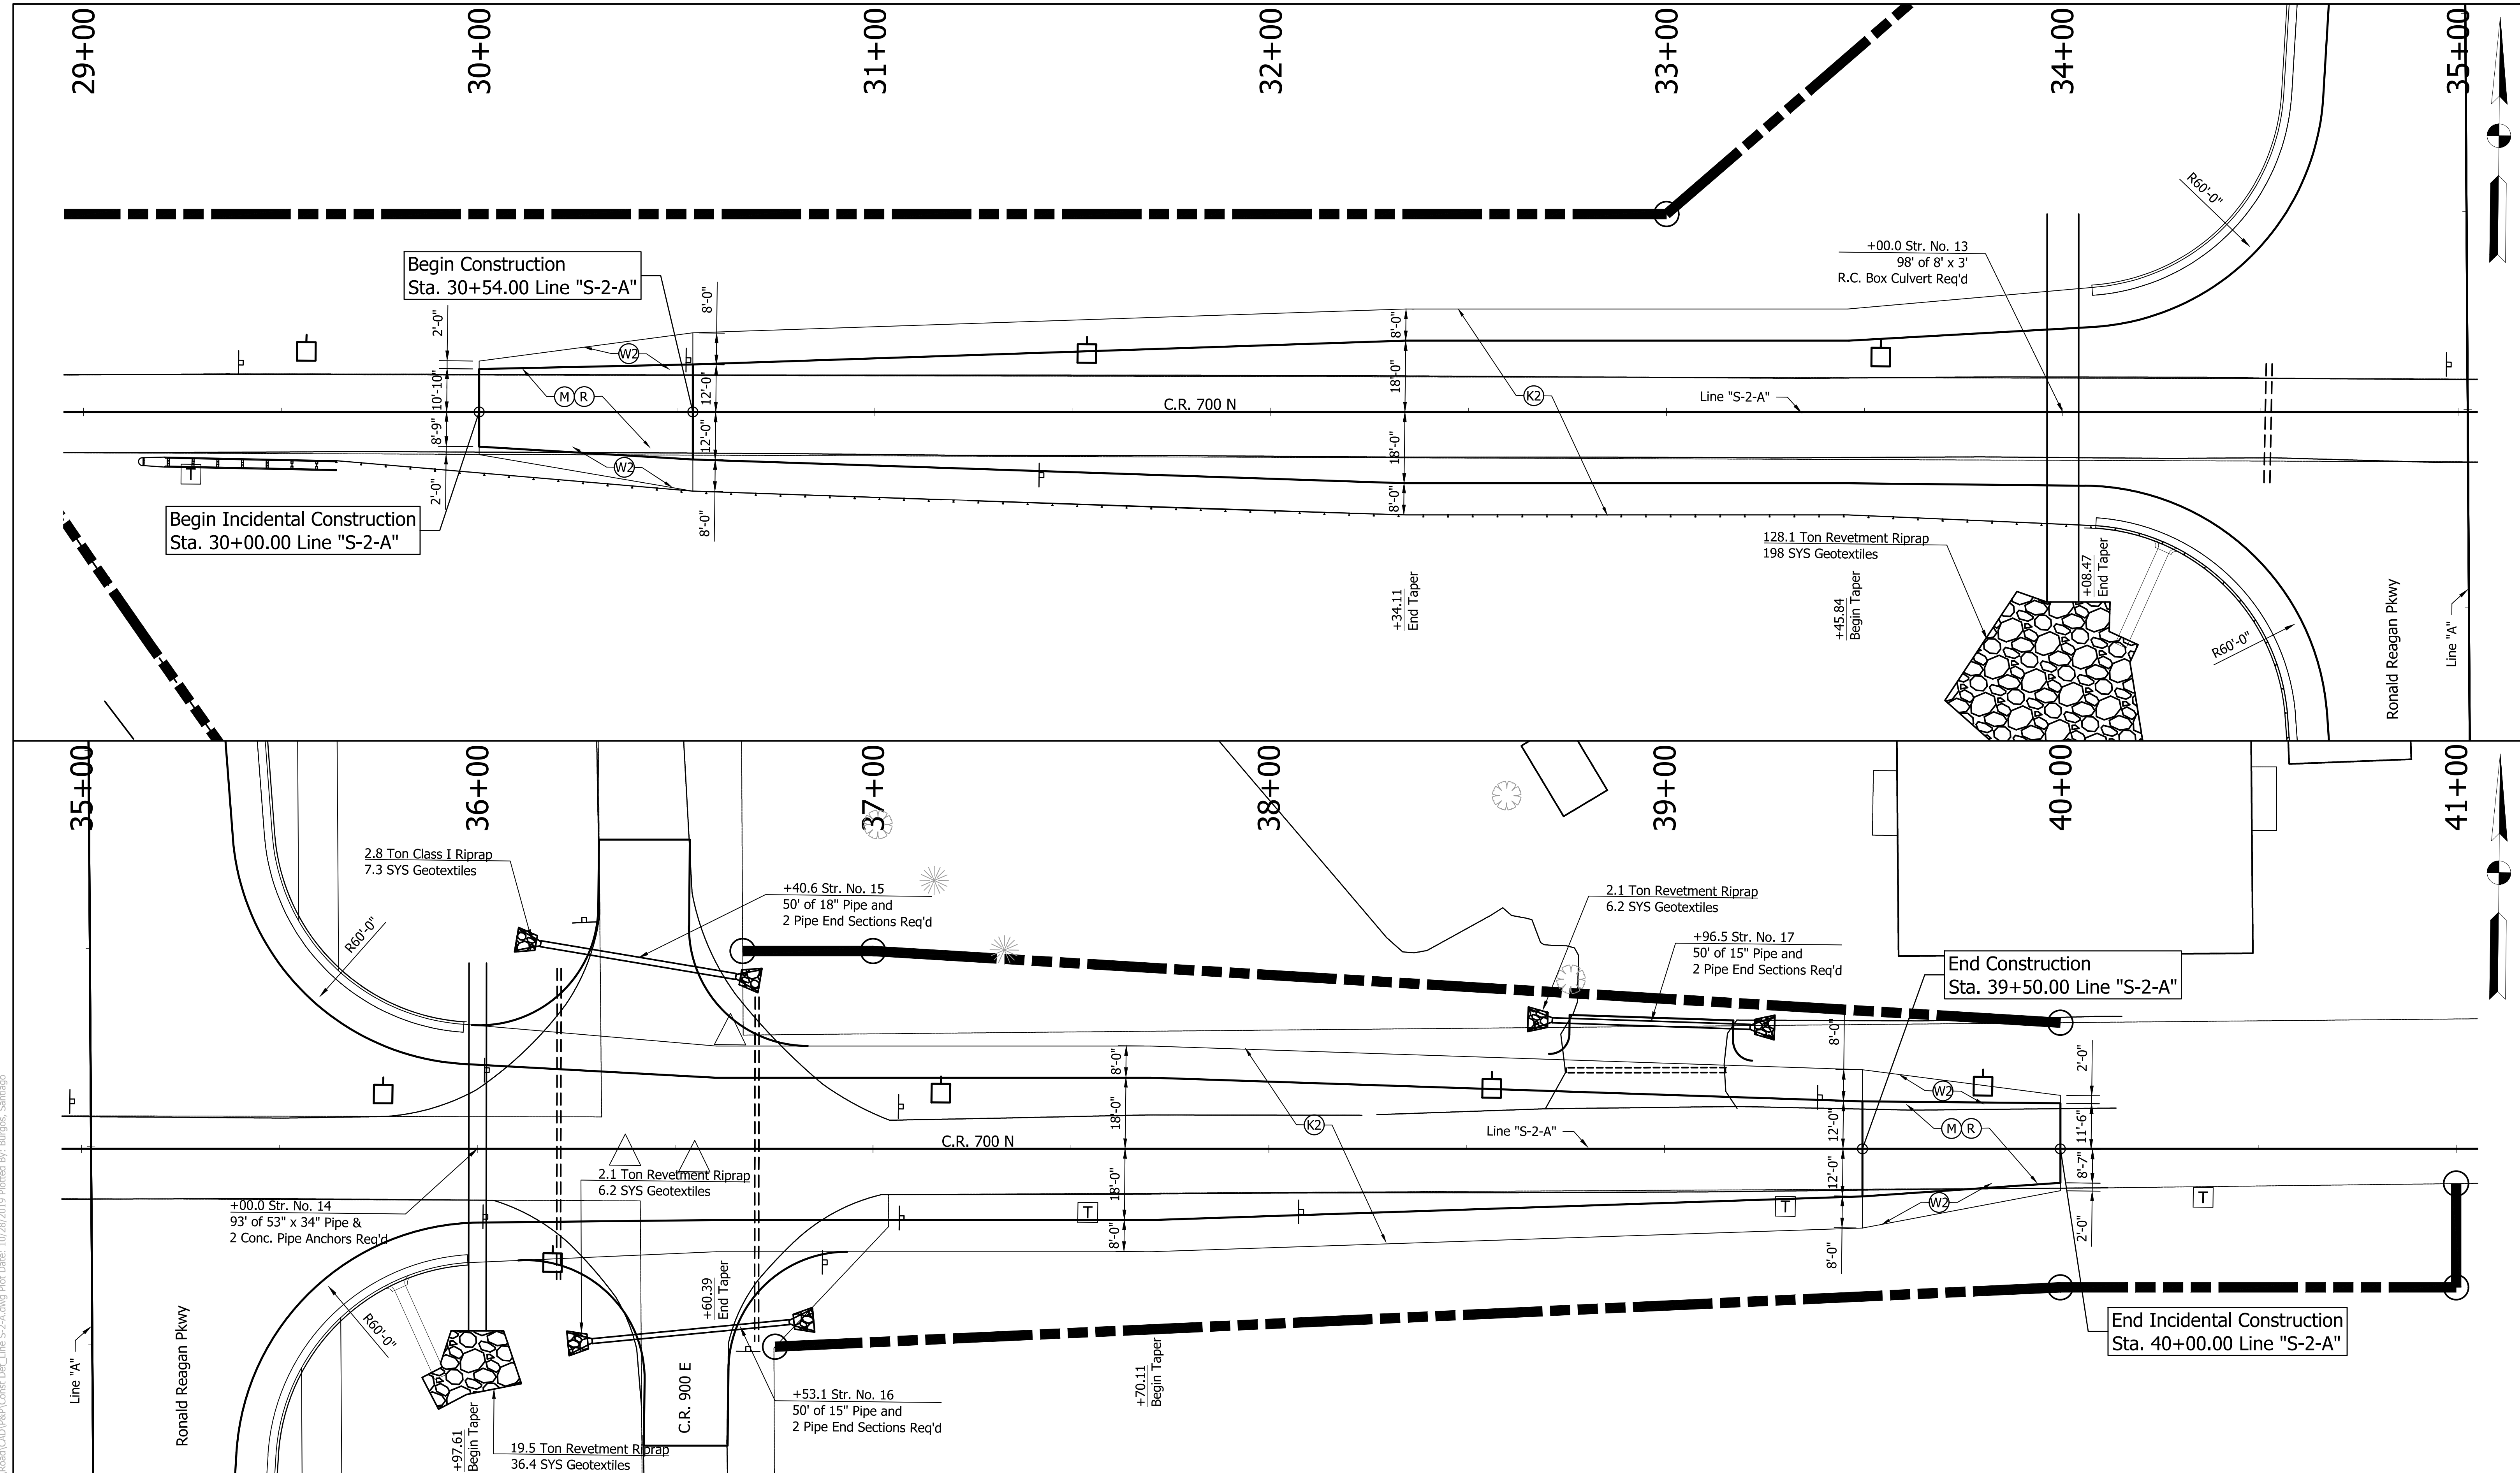 29+00
30+00
31+00
32+00
33+00
34+00
35+00
R60'-0"
+00.0 Str. No. 13
98' of 8' x 3'
R.C. Box Culvert Req'd
Begin Construction
Sta. 30+54.00 Line "S-2-A"
2'-0"
8'-0"
8'-0"
W2
10'-10"
12'-0"
18'-0"
M
R
K2
Line "S-2-A"
C.R. 700 N
8'-9"
12'-0"
18'-0"
W2
T
2'-0"
8'-0"
8'-0"
Begin Incidental Construction
Sta. 30+00.00 Line "S-2-A"
128.1 Ton Revetment Riprap
198 SYS Geotextiles
+34.11
End Taper
+45.84
Begin Taper
+08.47
End Taper
R60'-0"
Ronald Reagan Pkwy
Line "A"
35+00
36+00
37+00
38+00
39+00
40+00
41+00
2.8 Ton Class I Riprap
7.3 SYS Geotextiles
+40.6 Str. No. 15
50' of 18" Pipe and
2 Pipe End Sections Req'd
2.1 Ton Revetment Riprap
6.2 SYS Geotextiles
+96.5 Str. No. 17
50' of 15" Pipe and
2 Pipe End Sections Req'd
End Construction
Sta. 39+50.00 Line "S-2-A"
R60'-0"
8'-0"
8'-0"
2'-0"
W2
18'-0"
K2
12'-0"
M
R
11'-6"
C.R. 700 N
Line "S-2-A"
2.1 Ton Revetment Riprap
6.2 SYS Geotextiles
18'-0"
12'-0"
8'-7"
W2
T
T
T
+00.0 Str. No. 14
93' of 53" x 34" Pipe &
2 Conc. Pipe Anchors Req'd
8'-0"
8'-0"
2'-0"
+60.39
End Taper
R60'-0"
End Incidental Construction
Sta. 40+00.00 Line "S-2-A"
Line "A"
Ronald Reagan Pkwy
C.R. 900 E
+53.1 Str. No. 16
50' of 15" Pipe and
2 Pipe End Sections Req'd
+70.11
Begin Taper
+97.61
Begin Taper
19.5 Ton Revetment Riprap
36.4 SYS Geotextiles
Plot Date: 10/28/2019 Plotted By: Burgos, Santiago